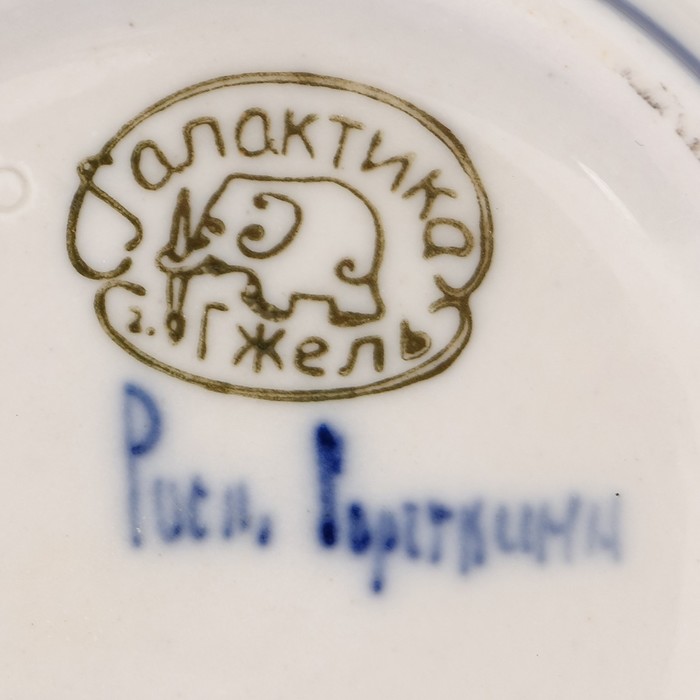 Галактика
г. Гжель
Росп.